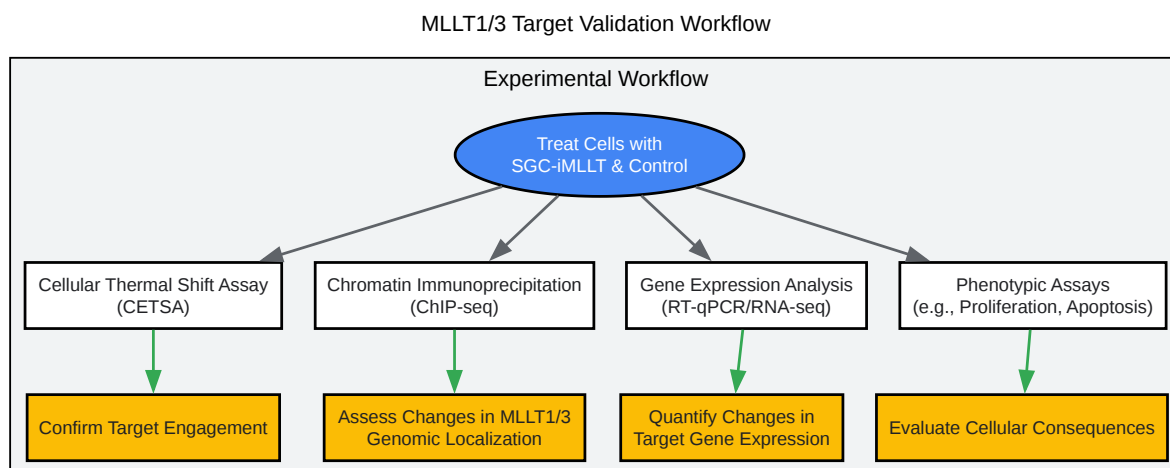 MLLT1/3 Target Validation Workflow
Experimental Workflow
Treat Cells with
SGC-iMLLT & Control
Cellular Thermal Shift Assay
(CETSA)
Chromatin Immunoprecipitation
(ChIP-seq)
Gene Expression Analysis
(RT-qPCR/RNA-seq)
Phenotypic Assays
(e.g., Proliferation, Apoptosis)
Confirm Target Engagement
Assess Changes in MLLT1/3
Genomic Localization
Quantify Changes in
Target Gene Expression
Evaluate Cellular Consequences